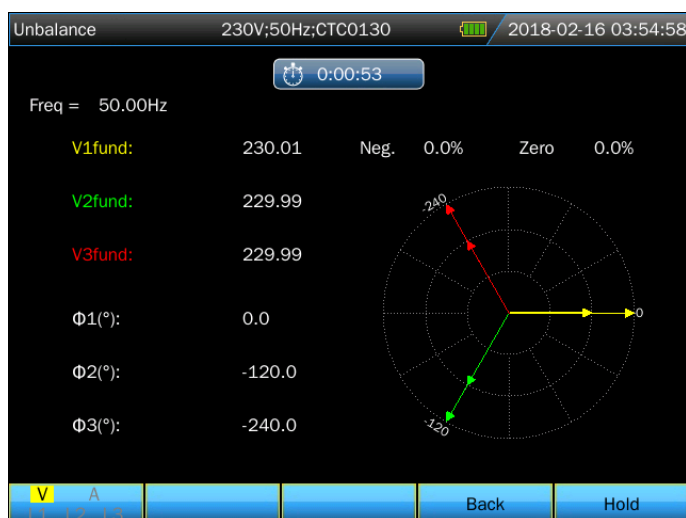 Unbalance 230V;50Hz;CTC0130 2018-02-16 03:54:58
0:00:53
Freq = 50.00Hz
V1fund: 230.01 Neg. 0.0% Zero 0.0%
V2fund: 229.99
-240
V3fund: 229.99
Φ1(°): 0.0
0
Φ2(°): -120.0
Φ3(°): -240.0
-120
V A
Back Hold